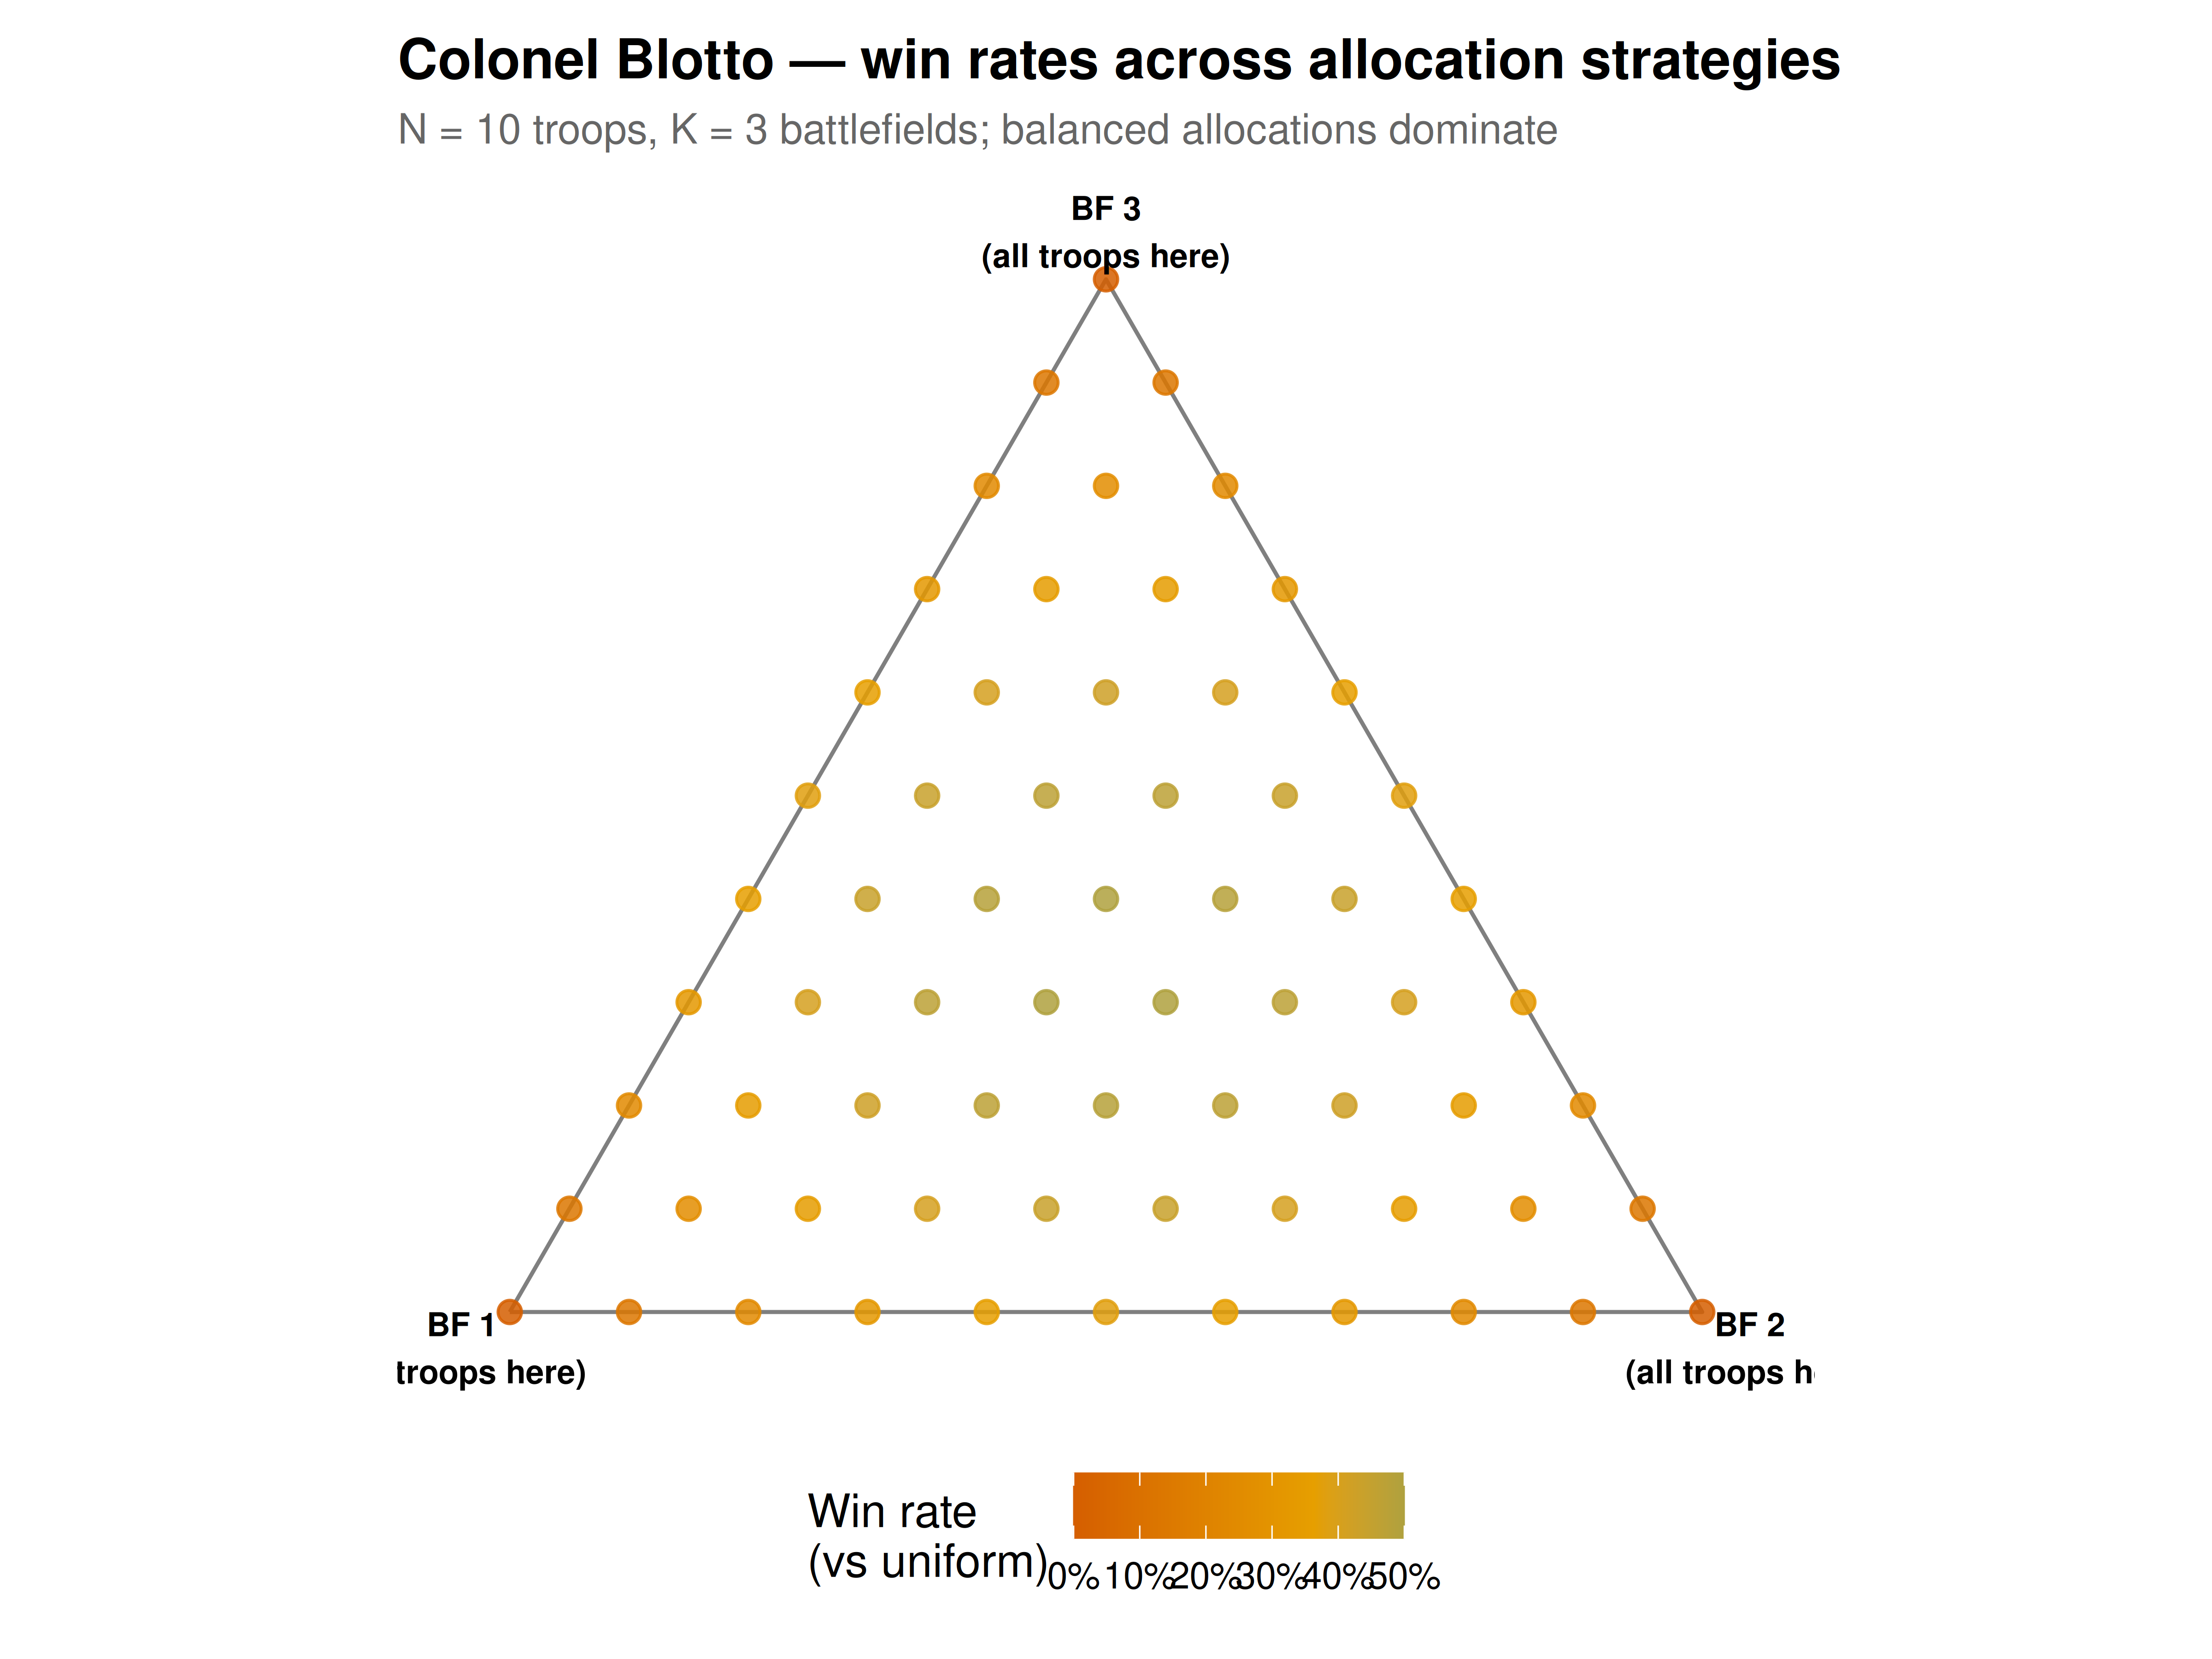 Colonel Blotto — win rates across allocation strategies
N = 10 troops, K = 3 battlefields; balanced allocations dominate
BF 3
(all troops here)
BF 1
troops here)
BF 2
(all troops h
Win rate
(vs uniform)
0% 10% 20% 30% 40% 50%